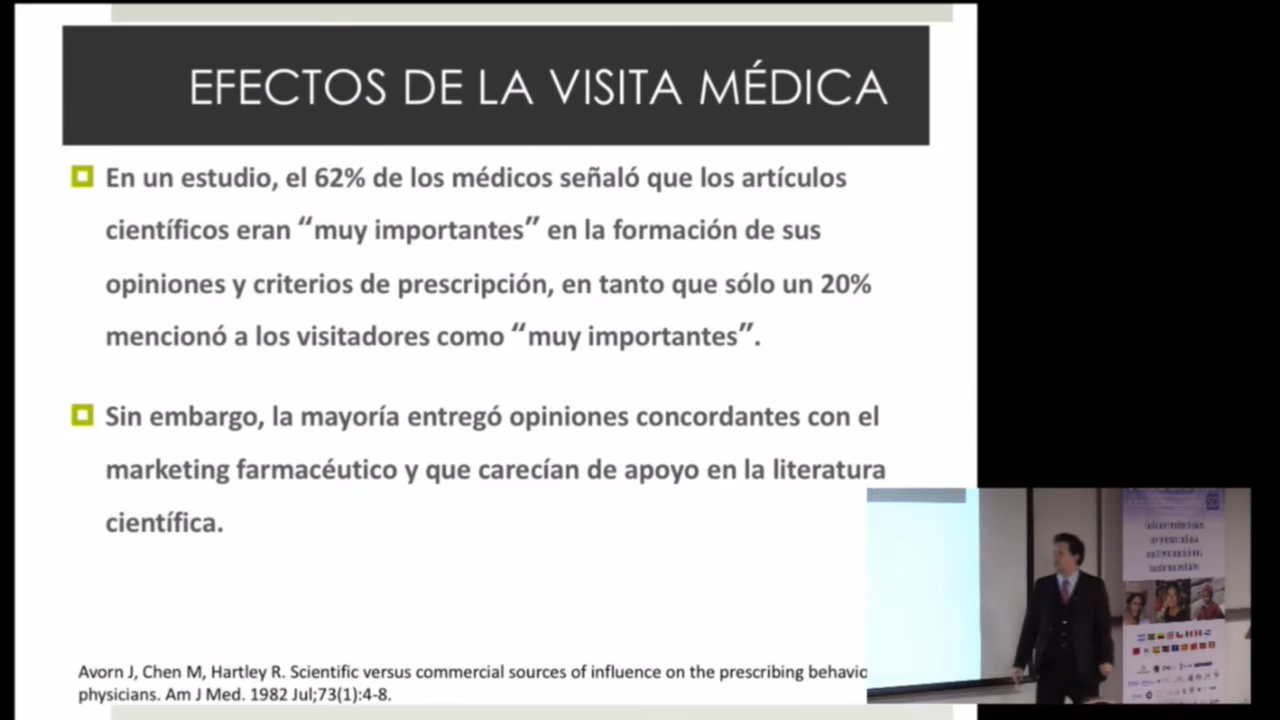 EFECTOS DE LA VISITA MÉDICA
En un estudio, el 62% de los médicos señaló que los artículos
científicos eran “muy importantes” en la formación de sus
opiniones y criterios de prescripción, en tanto que sólo un 20%
mencionó a los visitadores como “muy importantes”.
Sin embargo, la mayoría entregó opiniones concordantes con el
marketing farmacéutico y que carecían de apoyo en la literatura
científica.
Avorn J, Chen M, Hartley R. Scientific versus commercial sources of influence on the prescribing behavio
physicians. Am J Med. 1982 Jul;73(1):4-8.